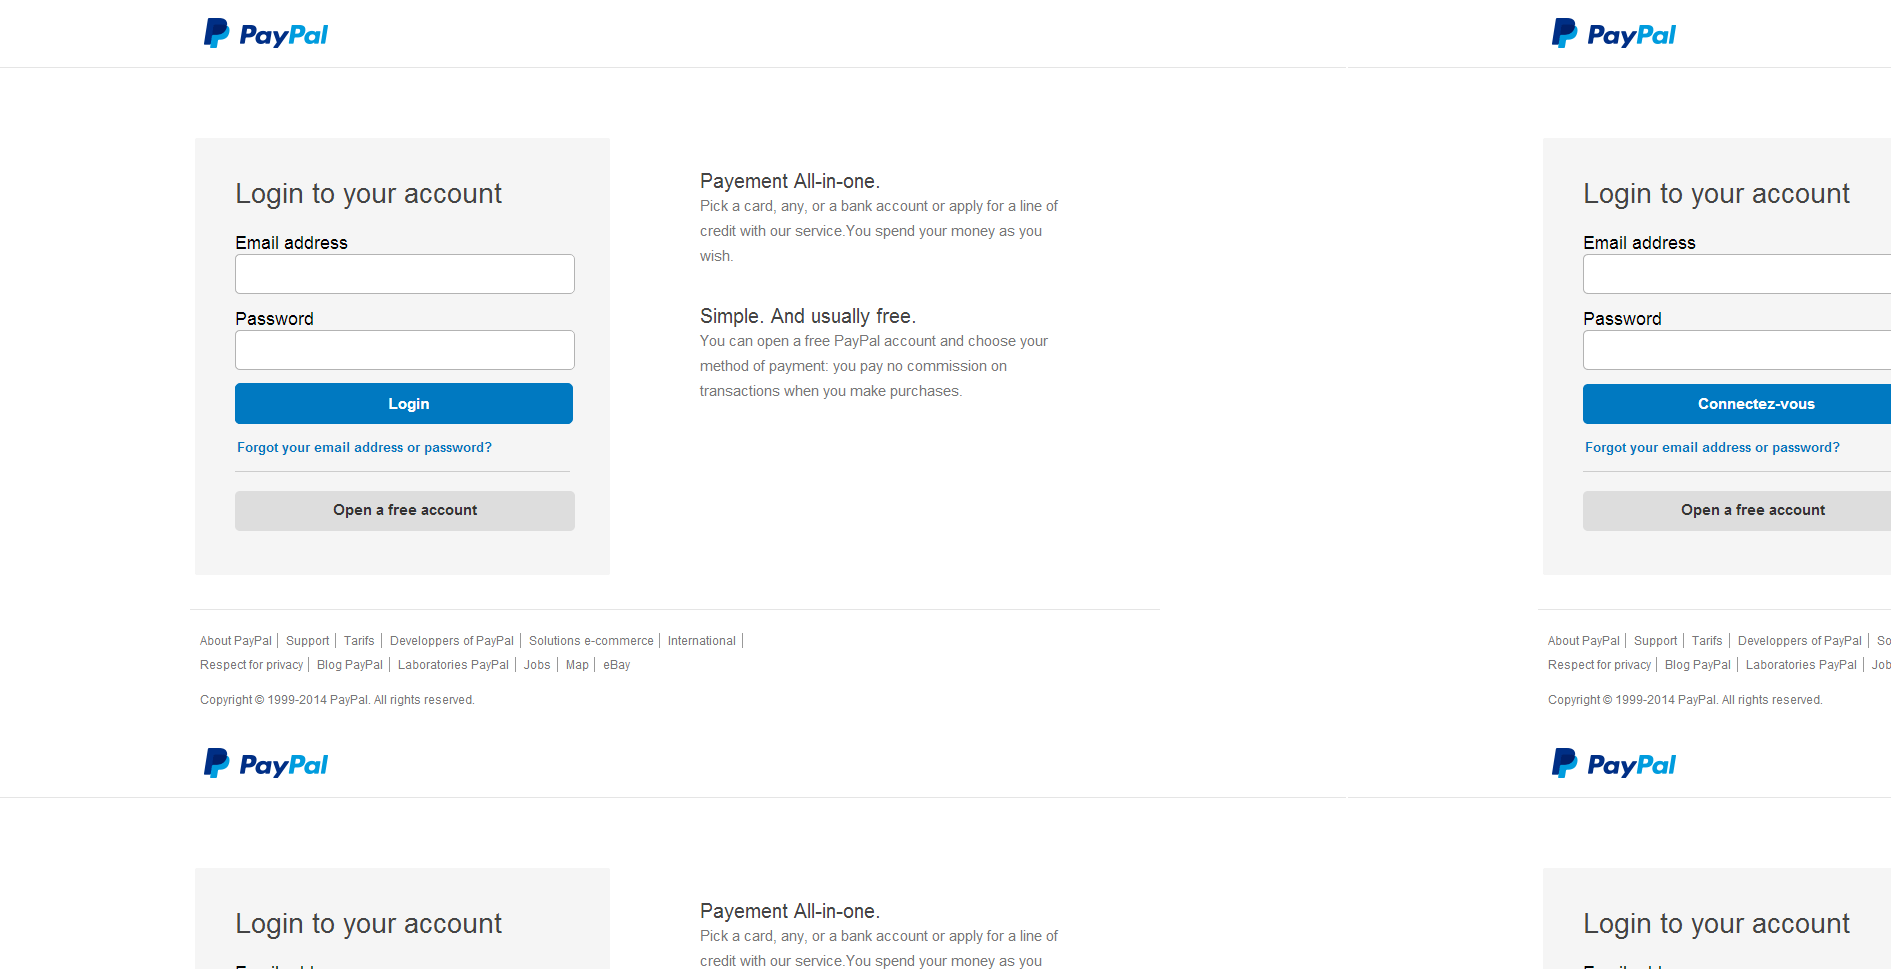 PayPal
PayPal
Login to your account
Email address
Password
Login
Forgot your email address or password?
Open a free account
Payement All-in-one.
Pick a card, any, or a bank account or apply for a line of
credit with our service.You spend your money as you
wish.
Simple. And usually free.
You can open a free PayPal account and choose your
method of payment: you pay no commission on
transactions when you make purchases.
Login to your account
Email address
Password
Connectez-vous
Forgot your email address or password?
Open a free account
About PayPal Support Tarifs Developpers of PayPal Solutions e-commerce International
Respect for privacy Blog PayPal Laboratories PayPal Jobs Map eBay
Copyright © 1999-2014 PayPal. All rights reserved.
About PayPal Support Tarifs Developpers of PayPal So
Respect for privacy Blog PayPal Laboratories PayPal Job
Copyright © 1999-2014 PayPal. All rights reserved.
PayPal
PayPal
Login to your account
Payement All-in-one.
Pick a card, any, or a bank account or apply for a line of
credit with our service.You spend your money as you
Login to your account